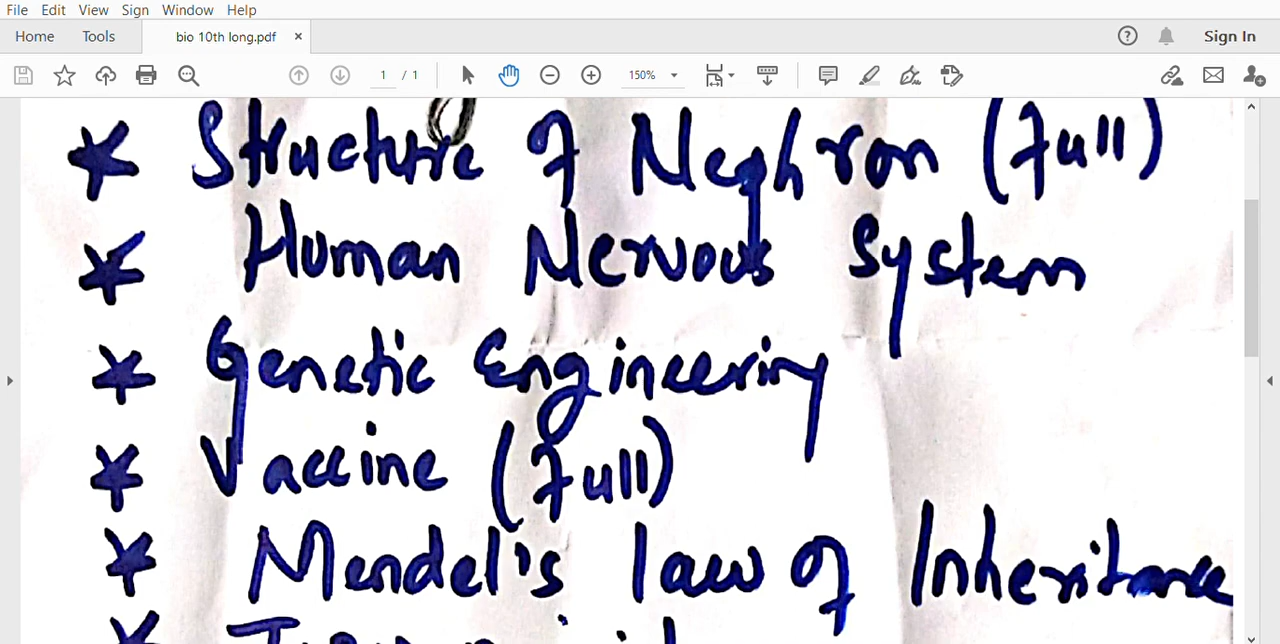 File Edit View Sign Window Help
Home Tools bio 10th long.pdf ×
1 / 1 150% Sign In
Structure of Nephron (full)
Human Nervous System
Genetic Engineering
Vaccine (full)
Mendel's law of Inheritance